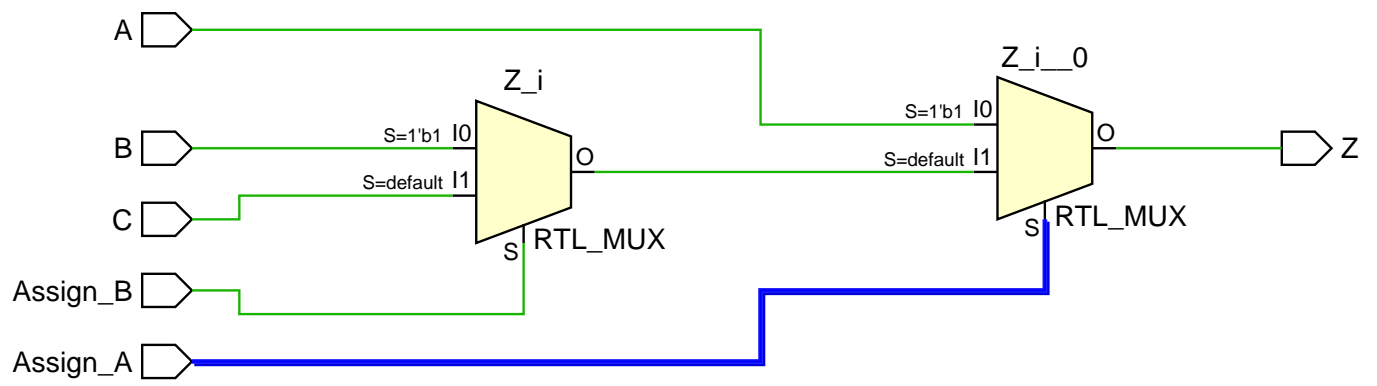 A
Z_i__0
Z_i
S=1'b1 I0
O
B
S=1'b1 I0
O
Z
S=default I1
S=default I1
C
S
RTL_MUX
S
RTL_MUX
Assign_B
Assign_A